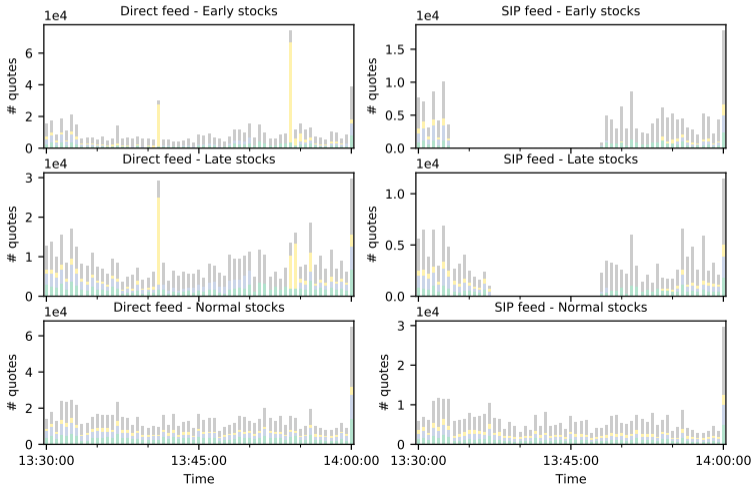 Direct feed - Early stocks
SIP feed - Early stocks
1e4
1e4
# quotes
6
4
2
0
# quotes
1.5
1.0
0.5
0.0
Direct feed - Late stocks
SIP feed - Late stocks
1e4
1e4
# quotes
3
2
1
0
# quotes
1.0
0.5
0.0
Direct feed - Normal stocks
SIP feed - Normal stocks
1e4
1e4
# quotes
6
4
2
0
# quotes
3
2
1
0
13:30:00 13:45:00 14:00:00
13:30:00 13:45:00 14:00:00
Time
Time